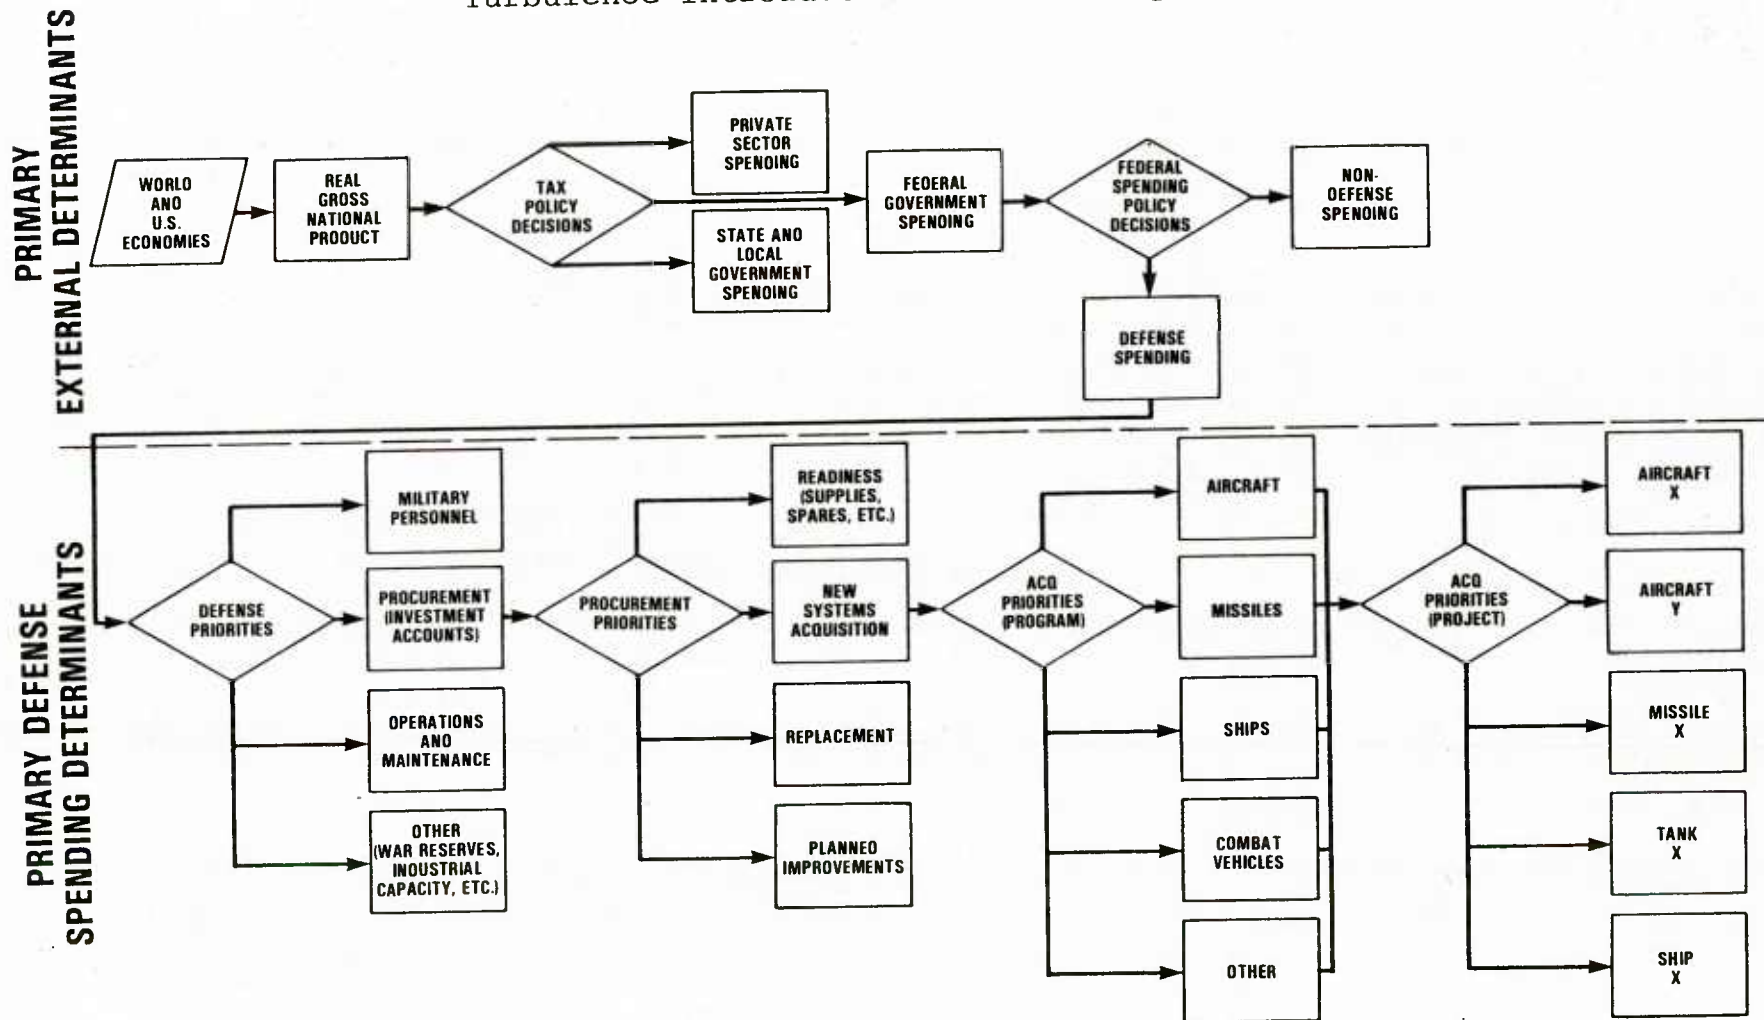 Turbulence
PRIMARY
EXTERNAL DETERMINANTS
WORLD
AND
U.S.
ECONOMIES
REAL
GROSS
NATIONAL
PRODUCT
TAX
POLICY
DECISIONS
PRIVATE
SECTOR
SPENDING
STATE AND
LOCAL
GOVERNMENT
SPENDING
FEDERAL
GOVERNMENT
SPENDING
FEDERAL
SPENDING
POLICY
DECISIONS
NON-
DEFENSE
SPENDING
DEFENSE
SPENDING
PRIMARY DEFENSE
SPENDING DETERMINANTS
DEFENSE
PRIORITIES
MILITARY
PERSONNEL
PROCUREMENT
(INVESTMENT
ACCOUNTS)
OPERATIONS
AND
MAINTENANCE
OTHER
(WAR RESERVES,
INDUSTRIAL
CAPACITY, ETC.)
PROCUREMENT
PRIORITIES
READINESS
(SUPPLIES,
SPARES, ETC.)
NEW
SYSTEMS
ACQUISITION
REPLACEMENT
PLANNED
IMPROVEMENTS
ACQ
PRIORITIES
(PROGRAM)
AIRCRAFT
MISSILES
SHIPS
COMBAT
VEHICLES
OTHER
ACQ
PRIORITIES
(PROJECT)
AIRCRAFT
X
AIRCRAFT
Y
MISSILE
X
TANK
X
SHIP
X